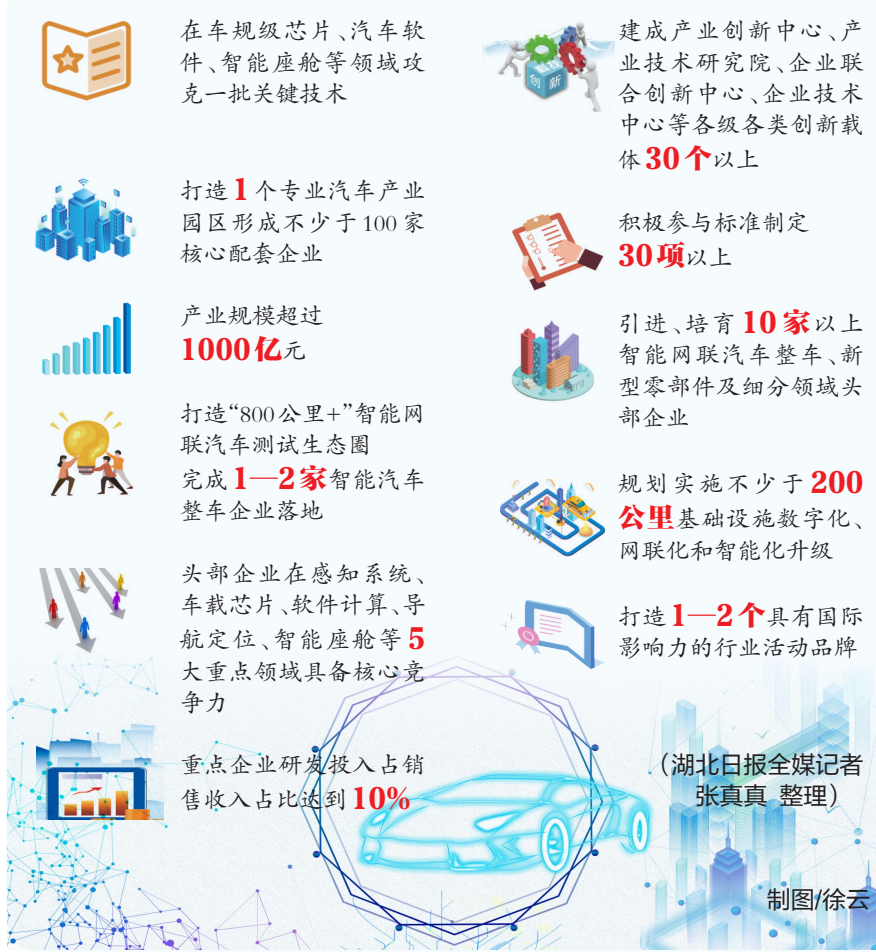 在车规级芯片、汽车软
件、智能座舱等领域攻
克一批关键技术
打造1个专业汽车产业
园区形成不少于100家
核心配套企业
产业规模超过
1000亿元
打造“800公里+”智能网
联汽车测试生态圈
完成1—2家智能汽车
整车企业落地
头部企业在感知系统、
车载芯片、软件计算、导
航定位、智能座舱等5
大重点领域具备核心竞
争力
重点企业研发投入占销
售收入占比达到10%
创新
建成产业创新中心、产
业技术研究院、企业联
合创新中心、企业技术
中心等各级各类创新载
体30个以上
积极参与标准制定
30项以上
引进、培育10家以上
智能网联汽车整车、新
型零部件及细分领域头
部企业
规划实施不少于200
公里基础设施数字化、
网联化和智能化升级
打造1—2个具有国际
影响力的行业活动品牌
（湖北日报全媒记者
张真真 整理）
制图/徐云